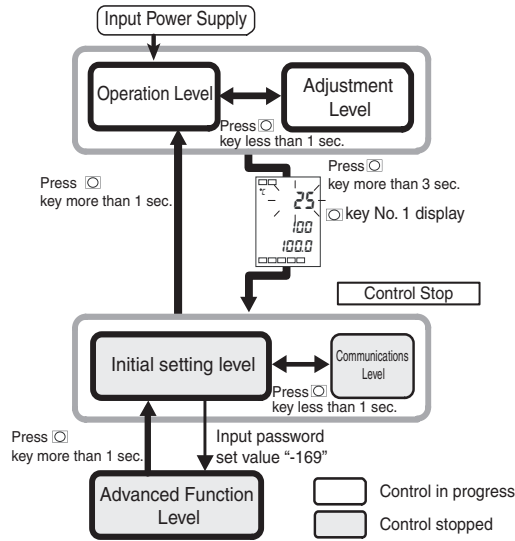 Input Power Supply
Operation Level
Adjustment
Level
Press
key less than 1 sec.
Press
key more than 1 sec.
Press
key more than 3 sec.
°C
25
100
100.0
key No. 1 display
Control Stop
Initial setting level
Communications
Level
Press
key less than 1 sec.
Press
key more than 1 sec.
Input password
set value “-169”
Advanced Function
Level
Control in progress
Control stopped